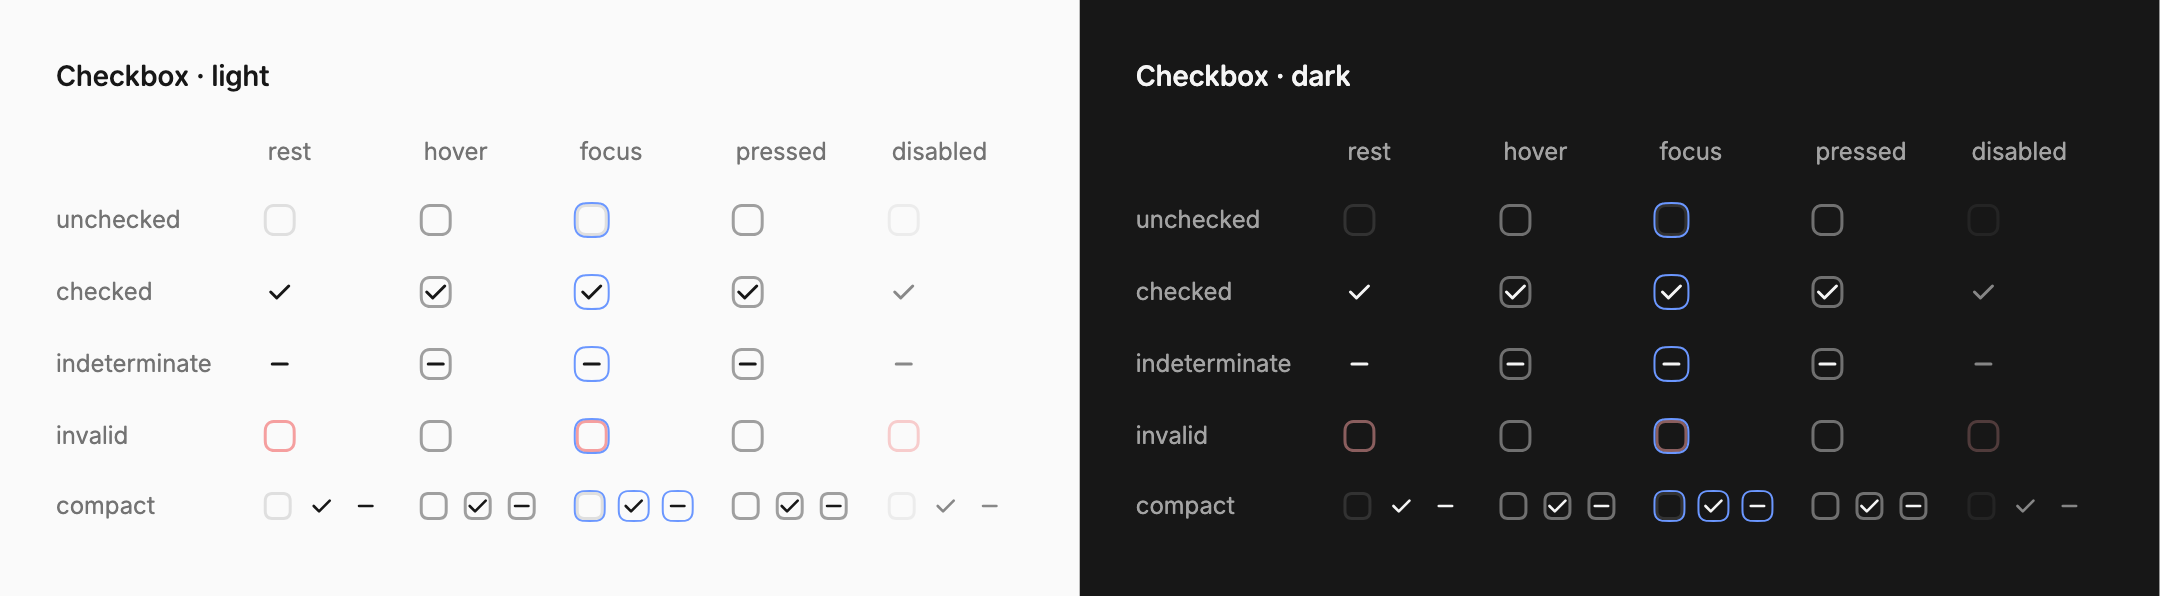 Checkbox · light
rest hover focus pressed disabled
unchecked
checked
indeterminate
invalid
compact
Checkbox · dark
rest hover focus pressed disabled
unchecked
checked
indeterminate
invalid
compact